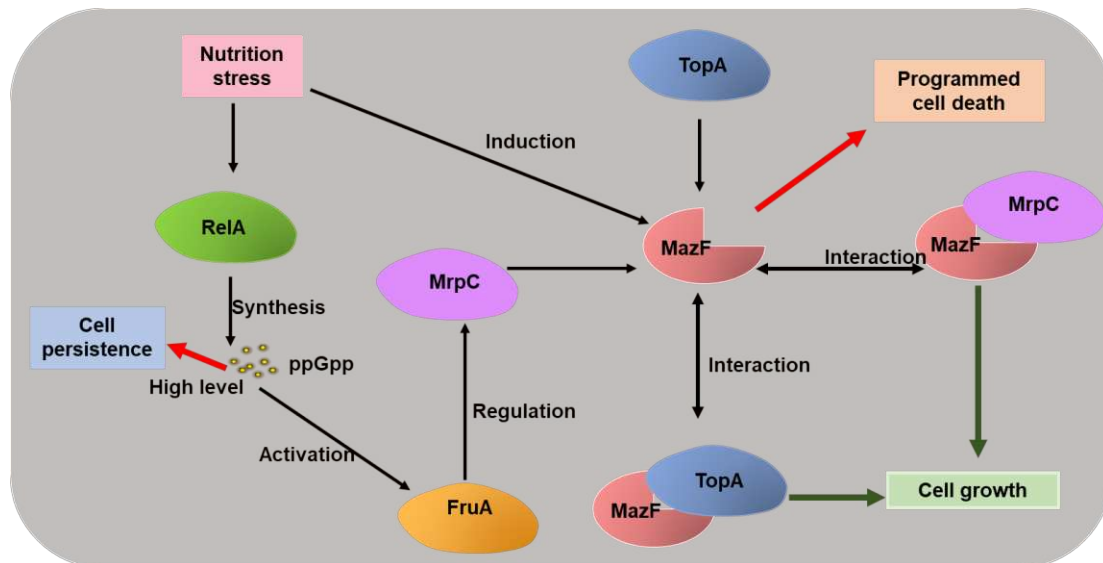 Nutrition
stress
TopA
Programmed
cell death
Induction
MrpC
RelA
MazF
MazF
Interaction
MrpC
Synthesis
Cell
persistence
ppGpp
High level
Interaction
Regulation
Activation
TopA
Cell growth
FruA
MazF